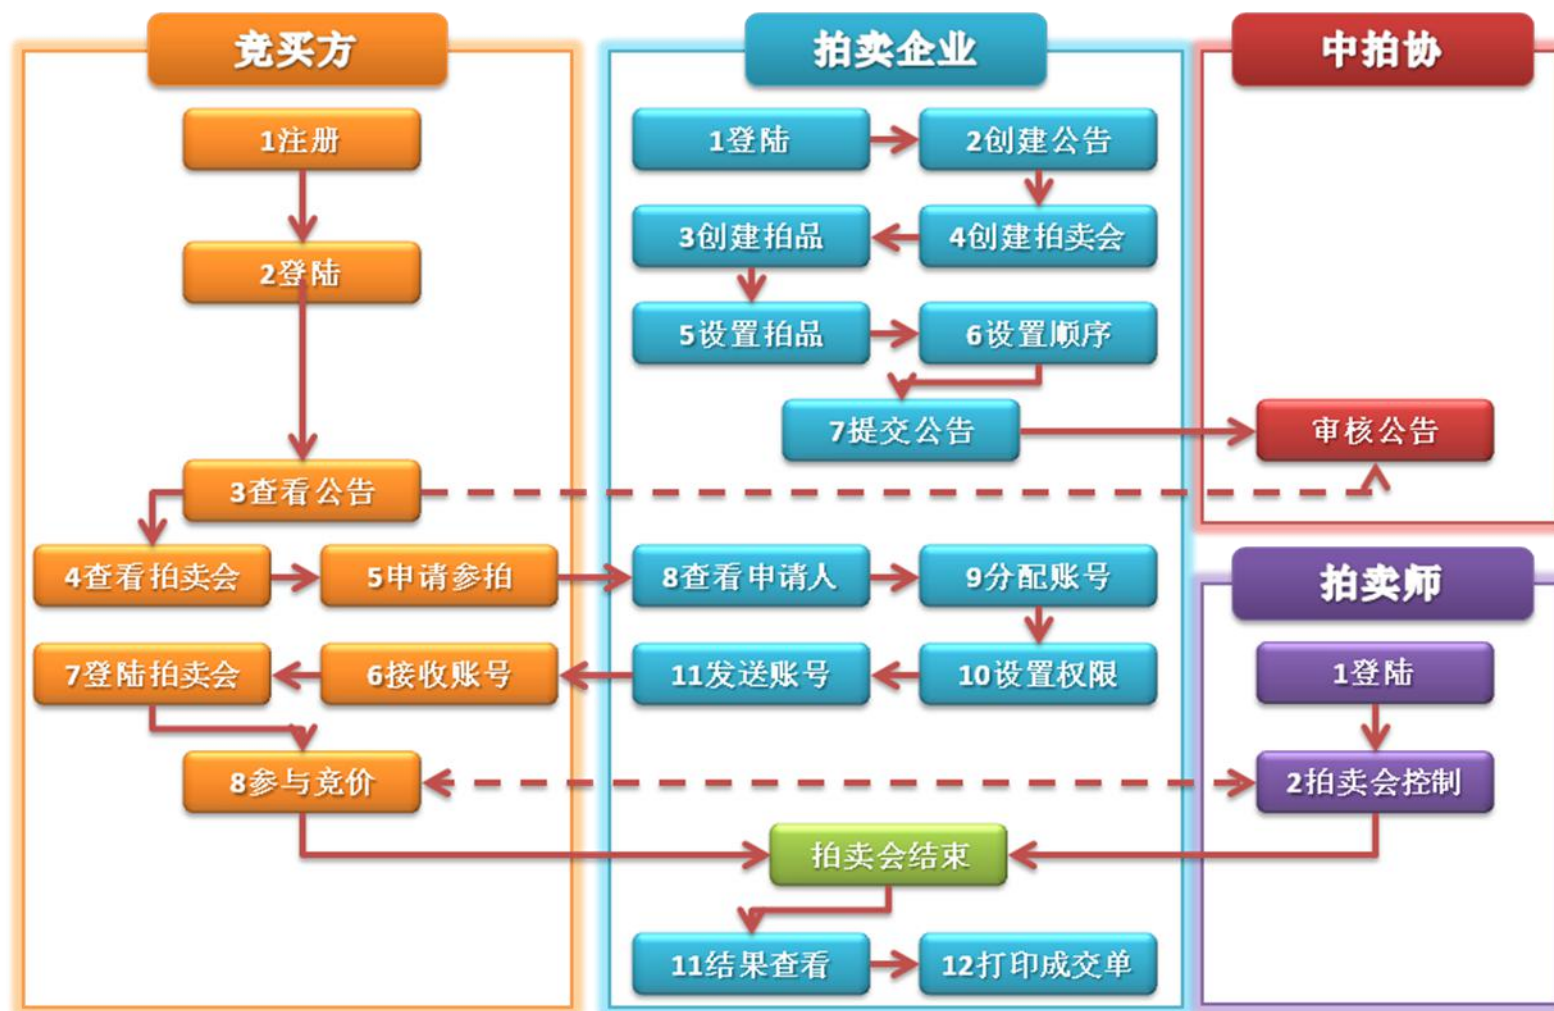 竞买方
1注册
2登陆
3查看公告
4查看拍卖会
5申请参拍
7登陆拍卖会
6接收账号
8参与竞价
拍卖企业
1登陆
2创建公告
3创建拍品
4创建拍卖会
5设置拍品
6设置顺序
7提交公告
8查看申请人
9分配账号
11发送账号
10设置权限
拍卖会结束
11结果查看
12打印成交单
中拍协
审核公告
拍卖师
1登陆
2拍卖会控制